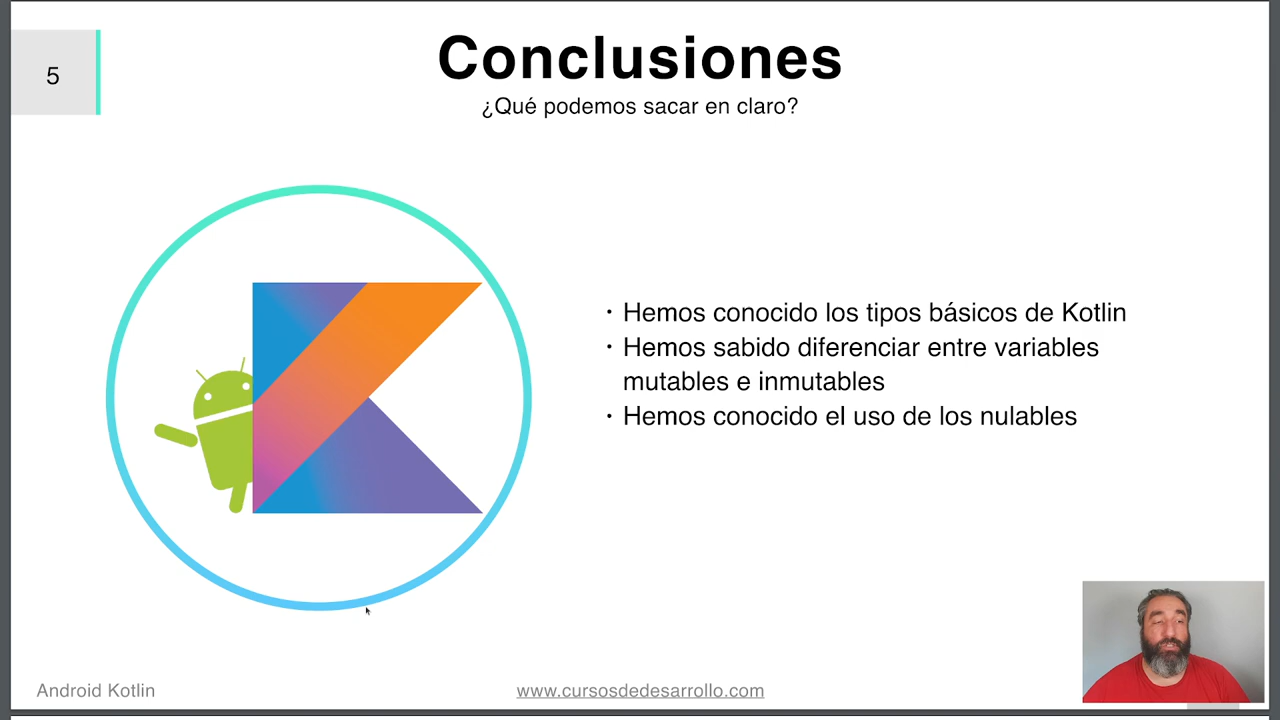 5
Conclusiones
¿Qué podemos sacar en claro?
· Hemos conocido los tipos básicos de Kotlin
· Hemos sabido diferenciar entre variables
mutables e inmutables
· Hemos conocido el uso de los nulables
Android Kotlin
www.cursosdedesarrollo.com